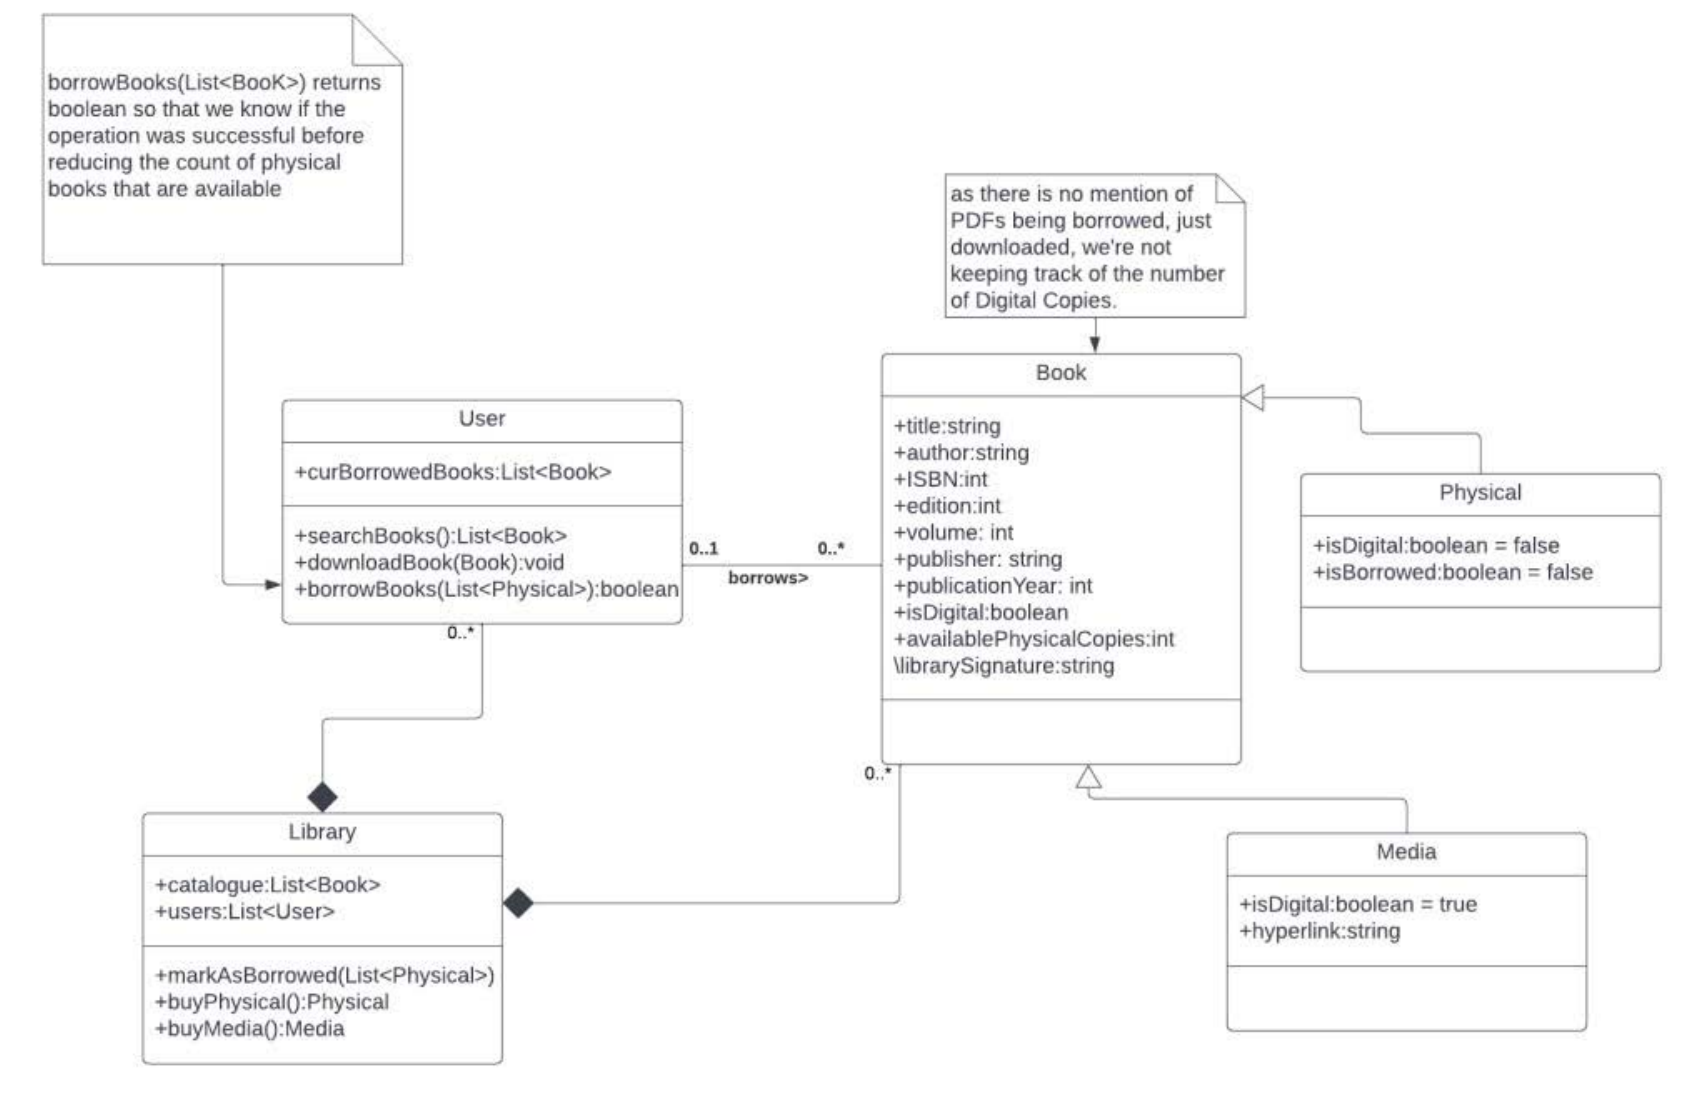 borrowBooks(List<BooK>) returns
boolean so that we know if the
operation was successful before
reducing the count of physical
books that are available
as there is no mention of
PDFs being borrowed, just
downloaded, we're not
keeping track of the number
of Digital Copies.
Book
+title:string
+author:string
+ISBN:int
+edition:int
+volume: int
+publisher: string
+publicationYear: int
+isDigital:boolean
+availablePhysicalCopies:int
\librarySignature:string
User
+curBorrowedBooks:List<Book>
+searchBooks():List<Book>
+downloadBook(Book):void
+borrowBooks(List<Physical>):boolean
0..1
0..*
borrows>
Physical
+isDigital:boolean = false
+isBorrowed:boolean = false
0..*
0..*
Library
+catalogue:List<Book>
+users:List<User>
+markAsBorrowed(List<Physical>)
+buyPhysical():Physical
+buyMedia():Media
Media
+isDigital:boolean = true
+hyperlink:string